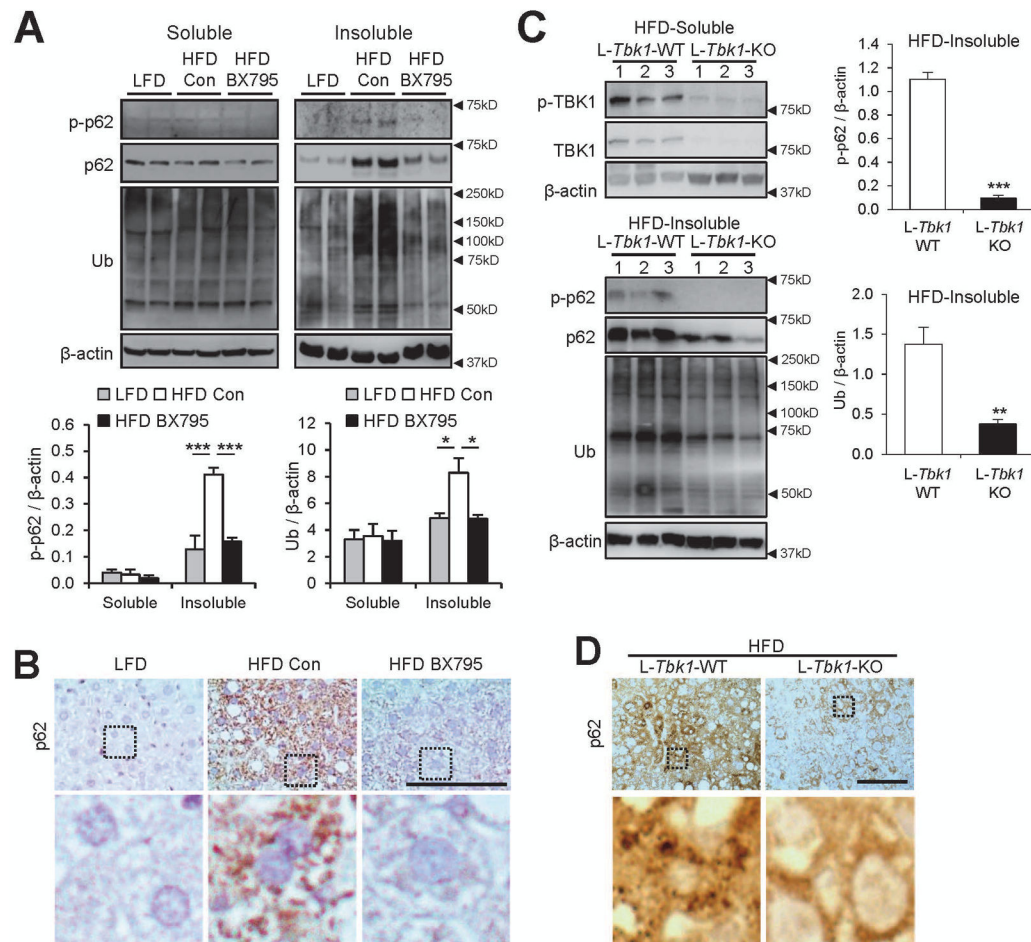 A
Soluble
Insoluble
LFD
HFD
Con
HFD
BX795
LFD
HFD
Con
HFD
BX795
p-p62
75kD
p62
75kD
Ub
250kD
150kD
100kD
75kD
50kD
β-actin
37kD
LFD HFD Con
HFD BX795
LFD HFD Con
HFD BX795
p-p62 / β-actin
0.6
0.5
0.4
0.3
0.2
0.1
0.0
*** ***
Soluble Insoluble
Ub / β-actin
12
10
8
6
4
2
0
* *
Soluble Insoluble
B
LFD
HFD Con
HFD BX795
p62
C
HFD-Soluble
L-Tbk1-WT L-Tbk1-KO
1 2 3 1 2 3
p-TBK1
75kD
TBK1
75kD
β-actin
37kD
HFD-Insoluble
L-Tbk1-WT L-Tbk1-KO
1 2 3 1 2 3
p-p62
75kD
p62
75kD
Ub
250kD
150kD
100kD
75kD
50kD
β-actin
37kD
HFD-Insoluble
p-p62 / β-actin
1.4
1.2
1.0
0.8
0.6
0.4
0.2
0.0
***
L-Tbk1
WT
L-Tbk1
KO
HFD-Insoluble
Ub / β-actin
2.0
1.5
1.0
0.5
0.0
**
L-Tbk1
WT
L-Tbk1
KO
D
HFD
L-Tbk1-WT
L-Tbk1-KO
p62